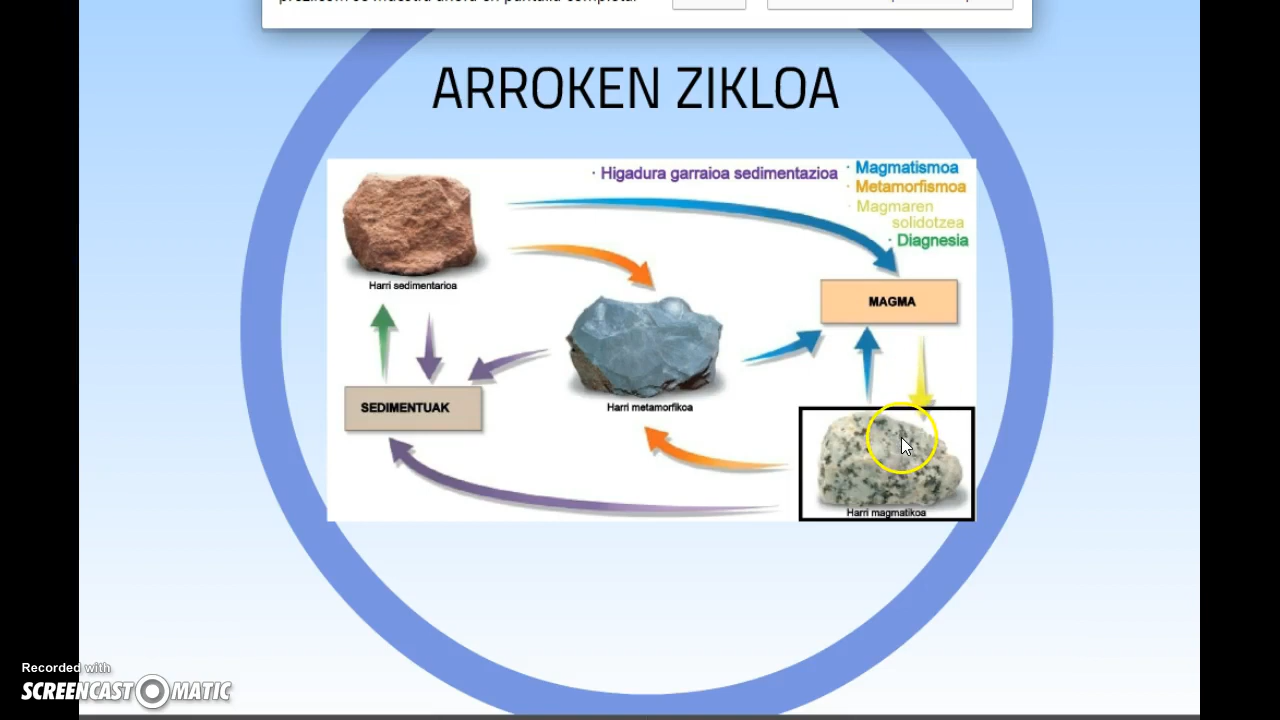 ARROKEN ZIKLOA
· Higadura garraioa sedimentazioa
· Magmatismoa
· Metamorfismoa
· Magmaren
solidotzea
· Diagnesia
Harri sedimentarioa
MAGMA
SEDIMENTUAK
Harri metamorfikoa
Harri magmatikoa
Recorded with
SCREENCAST MATIC